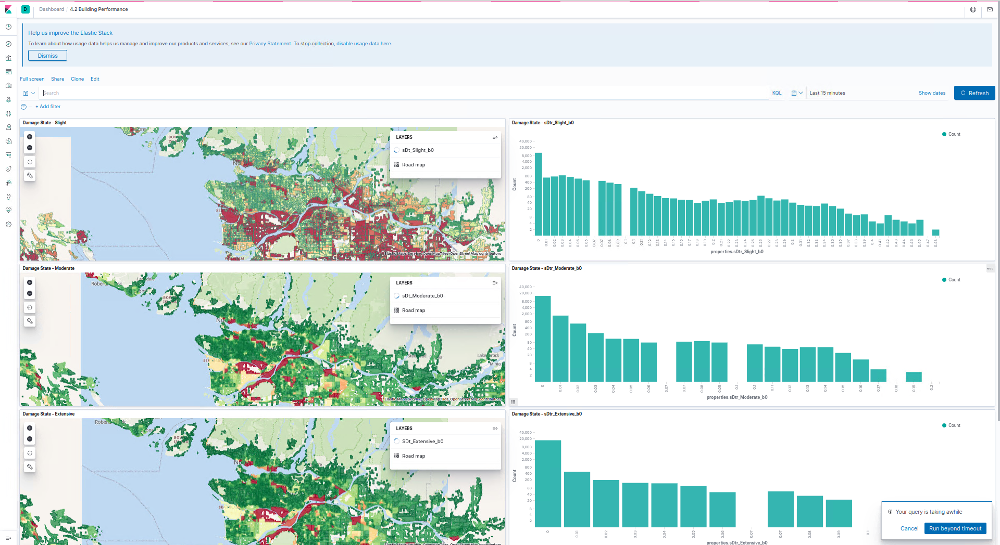 D Dashboard / 4.2 Building Performance
Help us improve the Elastic Stack
To learn about how usage data helps us manage and improve our products and services, see our Privacy Statement. To stop collection, disable usage data here.
Dismiss
Full screen Share Clone Edit
Search KQL Last 15 minutes Show dates Refresh
+ Add filter
Damage State - Slight
LAYERS
sDt_Slight_b0
Road map
Elastic Maps Service, OpenMapTiles, OpenStreetMap contributors
Damage State - sDtr_Slight_b0
Count
40,000
20,000
8,000
4,000
2,000
800
400
200
80
40
20
8
4
2
Count
0 0.01 0.02 0.03 0.04 0.05 0.06 0.07 0.07 0.08 0.09 0.1 0.1 0.11 0.12 0.13 0.14 0.15 0.16 0.17 0.18 0.19 0.2 0.21 0.22 0.23 0.24 0.25 0.26 0.27 0.28 0.29 0.3 0.31 0.32 0.33 0.34 0.35 0.36 0.37 0.38 0.39 0.4 0.41 0.42 0.43 0.44 0.45 0.46 0.47 0.48
properties.sDtr_Slight_b0
Damage State - Moderate
LAYERS
sDt_Moderate_b0
Road map
Elastic Maps Service, OpenMapTiles, OpenStreetMap contributors
Damage State - sDtr_Moderate_b0
Count
40,000
20,000
8,000
4,000
2,000
800
400
200
80
40
20
8
4
2
Count
0 0.01 0.02 0.03 0.04 0.05 0.06 0.07 0.07 0.08 0.09 0.1 0.1 0.11 0.12 0.13 0.14 0.15 0.16 0.17 0.18 0.19 0.2
properties.sDtr_Moderate_b0
Damage State - Extensive
LAYERS
SDt_Extensive_b0
Road map
Elastic Maps Service, OpenMapTiles, OpenStreetMap contributors
Damage State - sDtr_Extensive_b0
Count
40,000
20,000
8,000
4,000
2,000
800
400
200
80
40
20
8
4
2
Count
0 0.01 0.02 0.03 0.04 0.05 0.06 0.07 0.07 0.08 0.09 0.1
properties.sDtr_Extensive_b0
Your query is taking awhile
Cancel Run beyond timeout